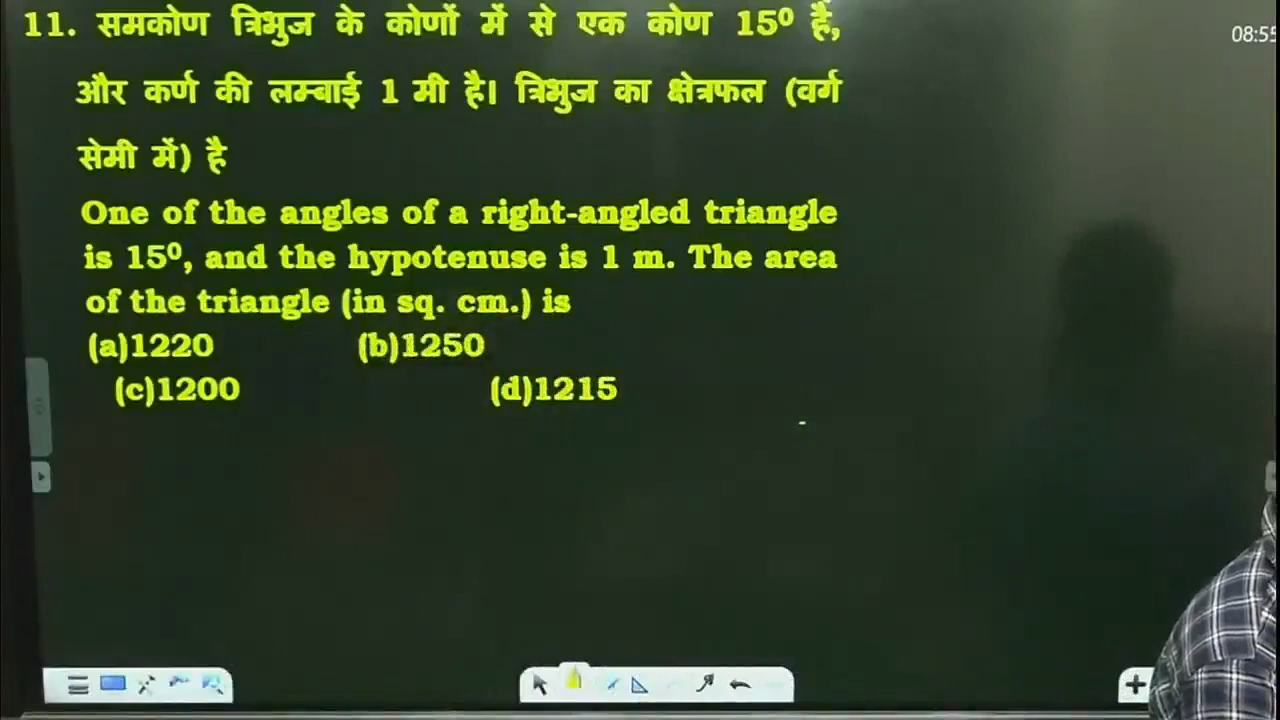 11. समकोण त्रिभुज के कोणों में से एक कोण 15⁰ है,
08:55
और कर्ण की लम्बाई 1 मी है। त्रिभुज का क्षेत्रफल (वर्ग
सेमी में) है
One of the angles of a right-angled triangle
is 15⁰, and the hypotenuse is 1 m. The area
of the triangle (in sq. cm.) is
(a)1220 (b)1250
(c)1200 (d)1215